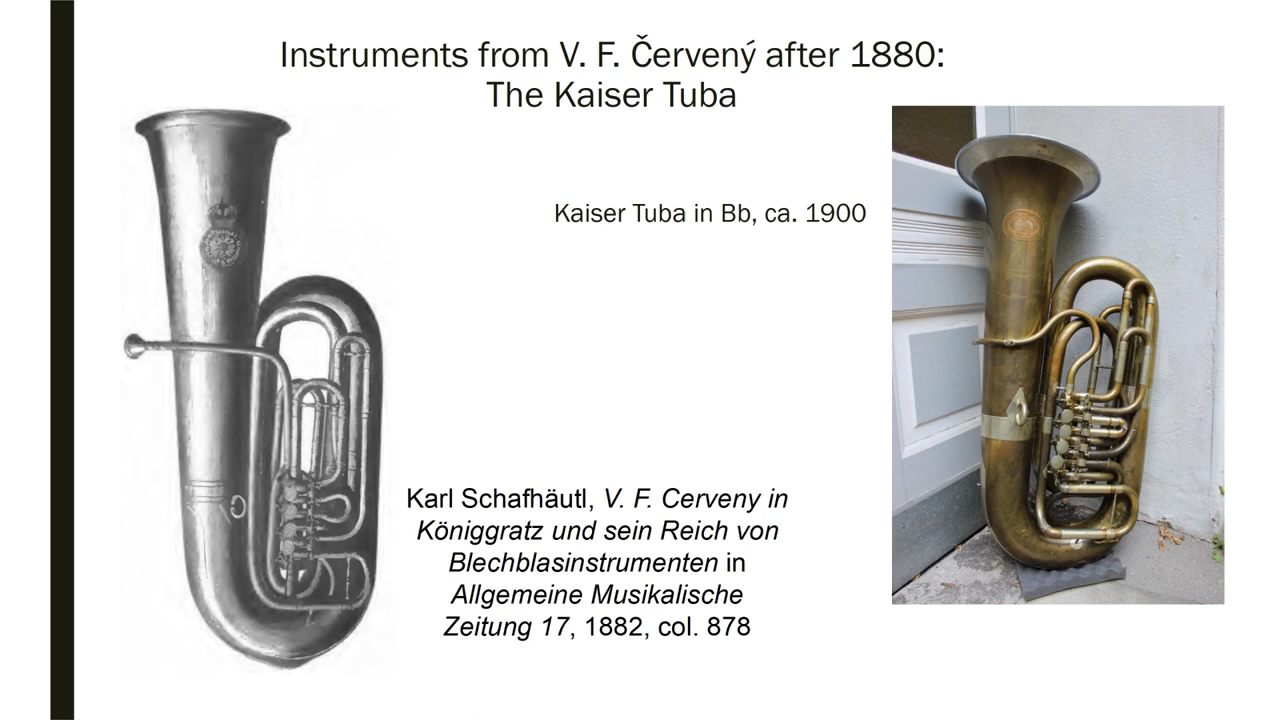 Instruments from V. F. Červený after 1880:
The Kaiser Tuba
Kaiser Tuba in Bb, ca. 1900
Karl Schafhäutl, V. F. Cerveny in
Königgratz und sein Reich von
Blechblasinstrumenten in
Allgemeine Musikalische
Zeitung 17, 1882, col. 878